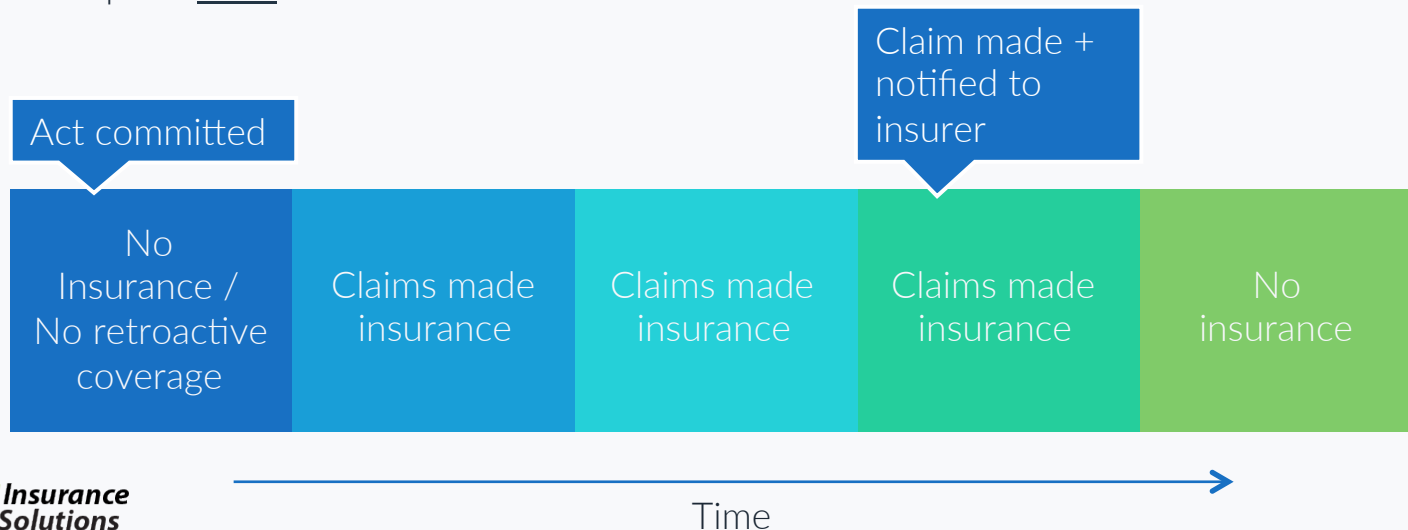 Claim made +
notified to
insurer
Act committed
No
Insurance /
No retroactive
coverage
Claims made
insurance
Claims made
insurance
Claims made
insurance
No
insurance
Insurance
Solutions
Time